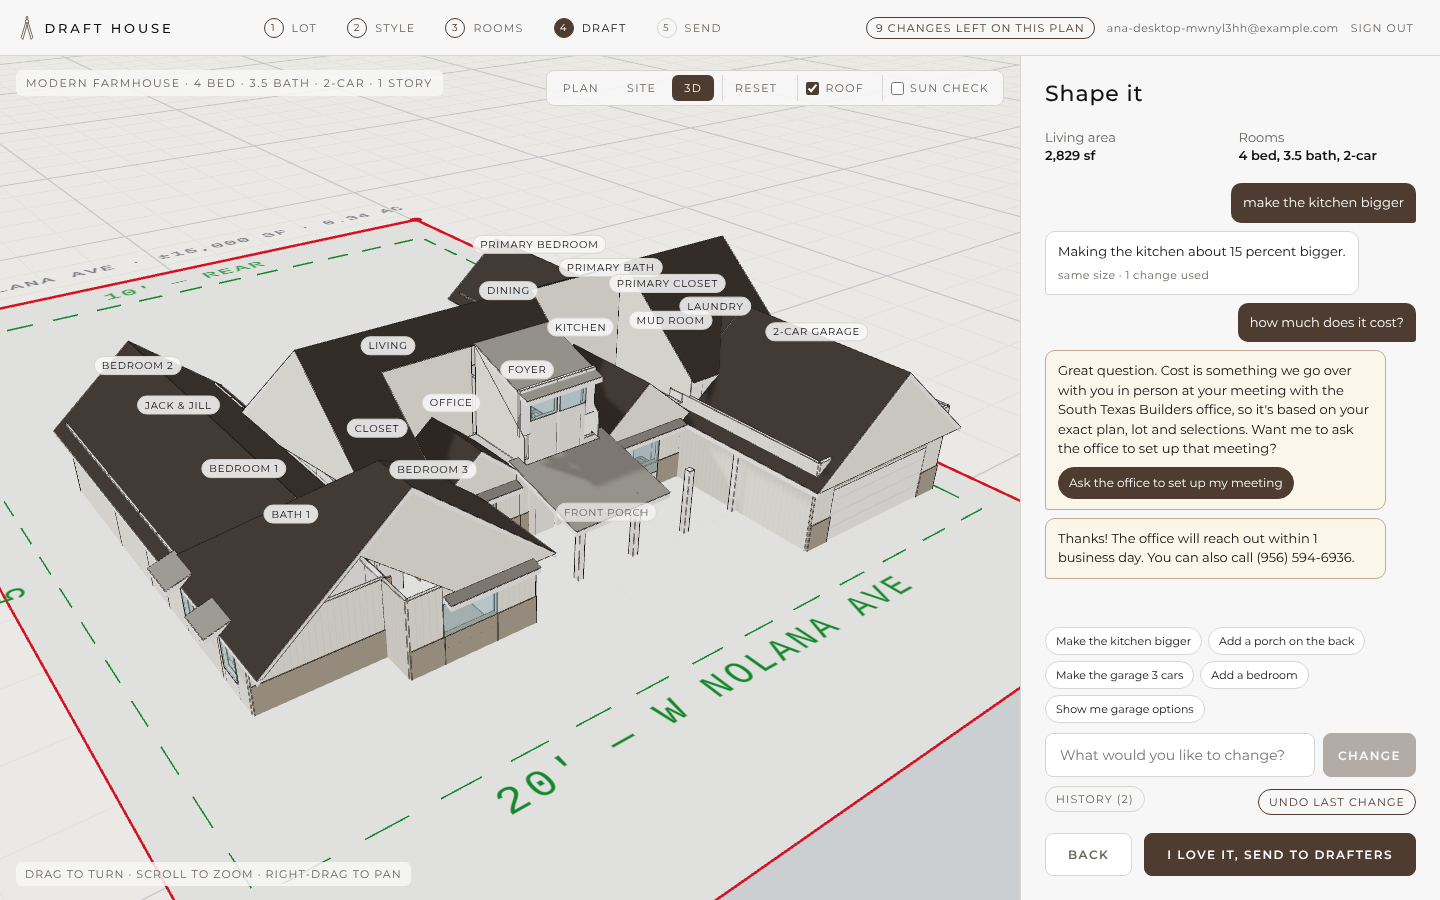 DRAFT HOUSE
1 LOT
2 STYLE
3 ROOMS
4 DRAFT
5 SEND
9 CHANGES LEFT ON THIS PLAN
ana-desktop-mwnyl3hh@example.com
SIGN OUT
MODERN FARMHOUSE · 4 BED · 3.5 BATH · 2-CAR · 1 STORY
PLAN
SITE
3D
RESET
ROOF
SUN CHECK
10' — REAR
PRIMARY BEDROOM
PRIMARY BATH
PRIMARY CLOSET
DINING
LAUNDRY
MUD ROOM
KITCHEN
2-CAR GARAGE
LIVING
BEDROOM 2
FOYER
JACK & JILL
OFFICE
CLOSET
BEDROOM 1
BEDROOM 3
BATH 1
FRONT PORCH
20' — W NOLANA AVE
DRAG TO TURN · SCROLL TO ZOOM · RIGHT-DRAG TO PAN
Shape it
Living area
2,829 sf
Rooms
4 bed, 3.5 bath, 2-car
make the kitchen bigger
Making the kitchen about 15 percent bigger.
same size · 1 change used
how much does it cost?
Great question. Cost is something we go over
with you in person at your meeting with the
South Texas Builders office, so it's based on your
exact plan, lot and selections. Want me to ask
the office to set up that meeting?
Ask the office to set up my meeting
Thanks! The office will reach out within 1
business day. You can also call (956) 594-6936.
Make the kitchen bigger
Add a porch on the back
Make the garage 3 cars
Add a bedroom
Show me garage options
What would you like to change?
CHANGE
HISTORY (2)
UNDO LAST CHANGE
BACK
I LOVE IT, SEND TO DRAFTERS